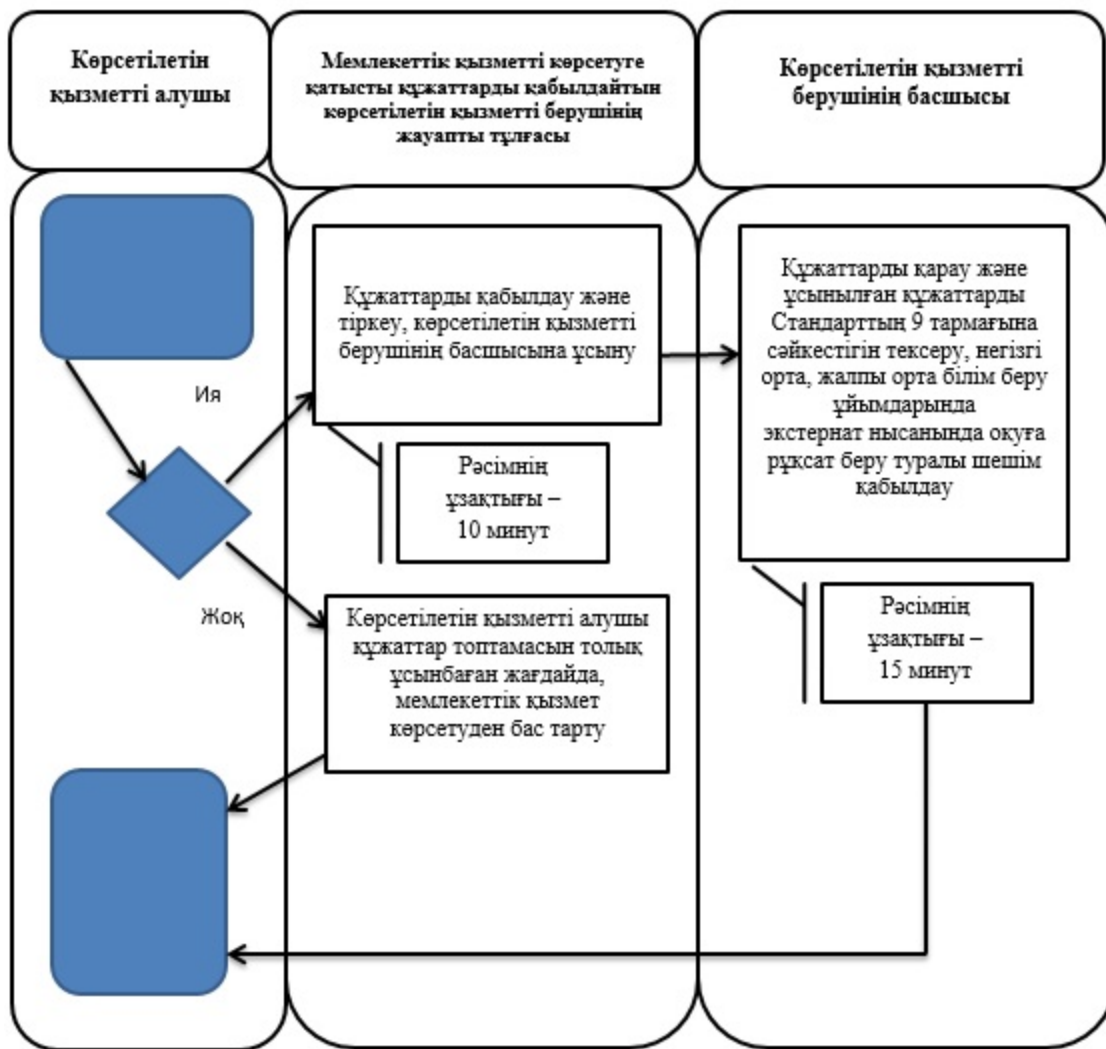 Көрсетілетін
қызметті алушы
Мемлекеттік қызметті көрсетуге
қатысты құжаттарды қабылдайтын
көрсетілетін қызметті берушінің
жауапты тұлғасы
Көрсетілетін қызметті
берушінің басшысы
Ия
Құжаттарды қабылдау және
тіркеу, көрсетілетін қызметті
берушінің басшысына ұсыну
Рәсімнің
ұзақтығы –
10 минут
Құжаттарды қарау және
ұсынылған құжаттарды
Стандарттың 9 тармағына
сәйкестігін тексеру, негізгі
орта, жалпы орта білім беру
ұйымдарында
экстернат нысанында оқуға
рұқсат беру туралы шешім
қабылдау
Рәсімнің
ұзақтығы –
15 минут
Жоқ
Көрсетілетін қызметті алушы
құжаттар топтамасын толық
ұсынбаған жағдайда,
мемлекеттік қызмет
көрсетуден бас тарту